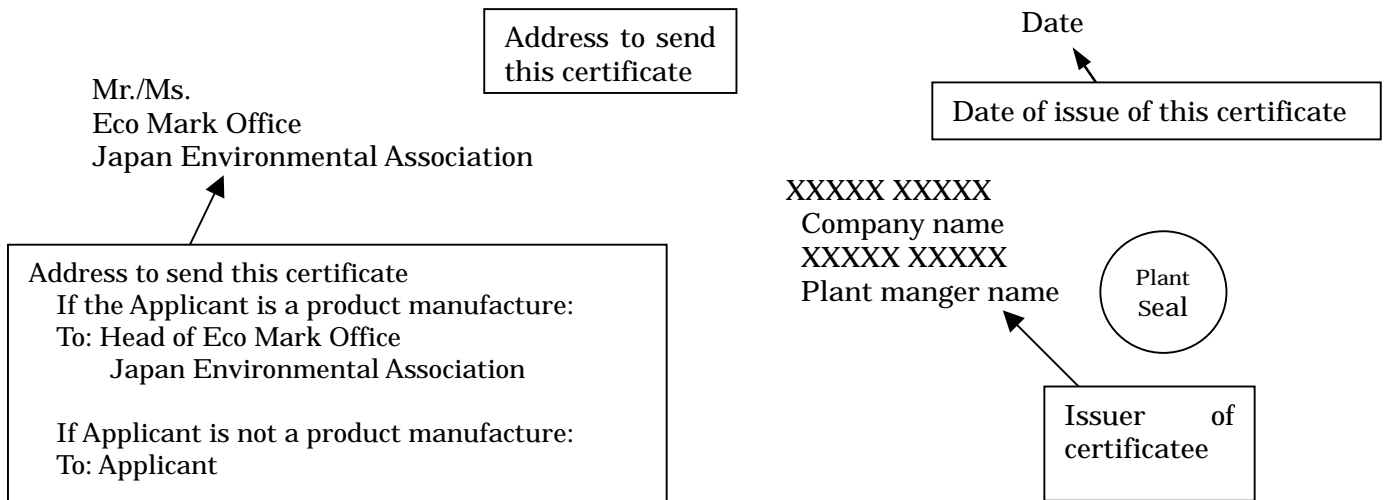 Address to send
this certificate
Date
Date of issue of this certificate
Mr./Ms.
Eco Mark Office
Japan Environmental Association
XXXXX XXXXX
Company name
XXXXX XXXXX
Plant manger name
Plant
Seal
Address to send this certificate
If the Applicant is a product manufacture:
To: Head of Eco Mark Office
Japan Environmental Association
If Applicant is not a product manufacture:
To: Applicant
Issuer of
certificatee